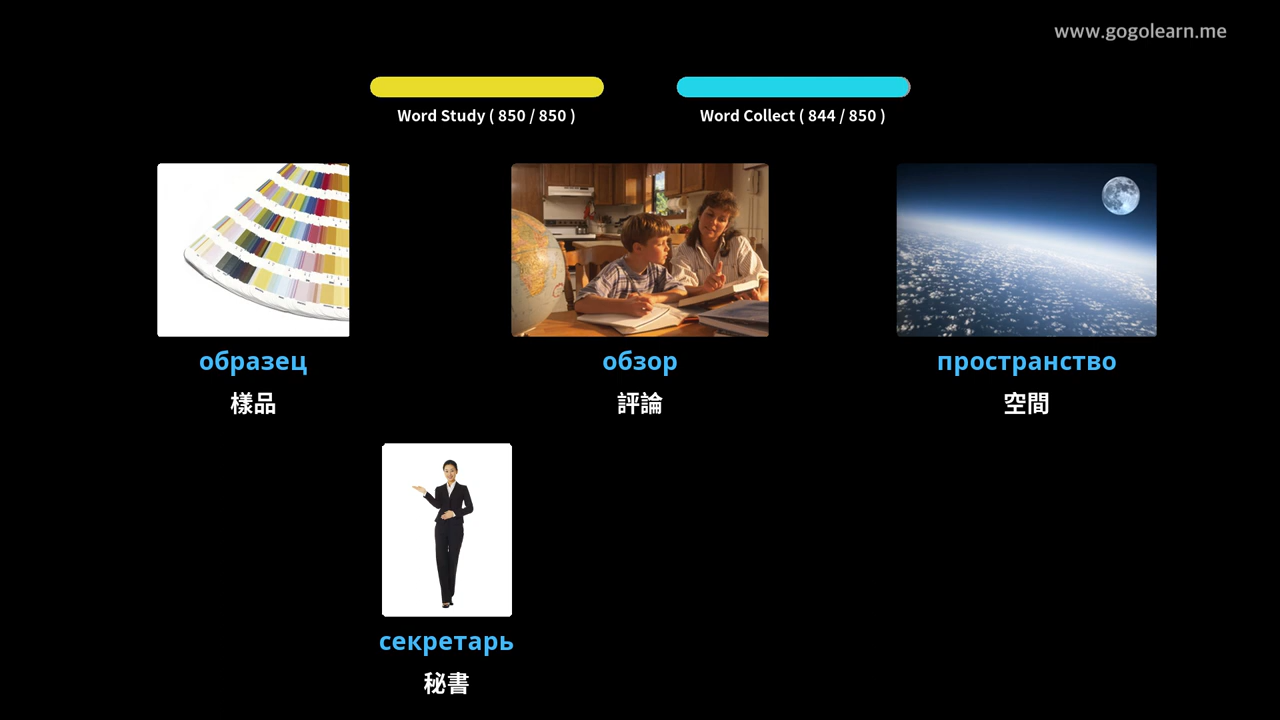 www.gogolearn.me
Word Study ( 850 / 850 )
Word Collect ( 844 / 850 )
образец
обзор
пространство
樣品
評論
空間
секретарь
秘書